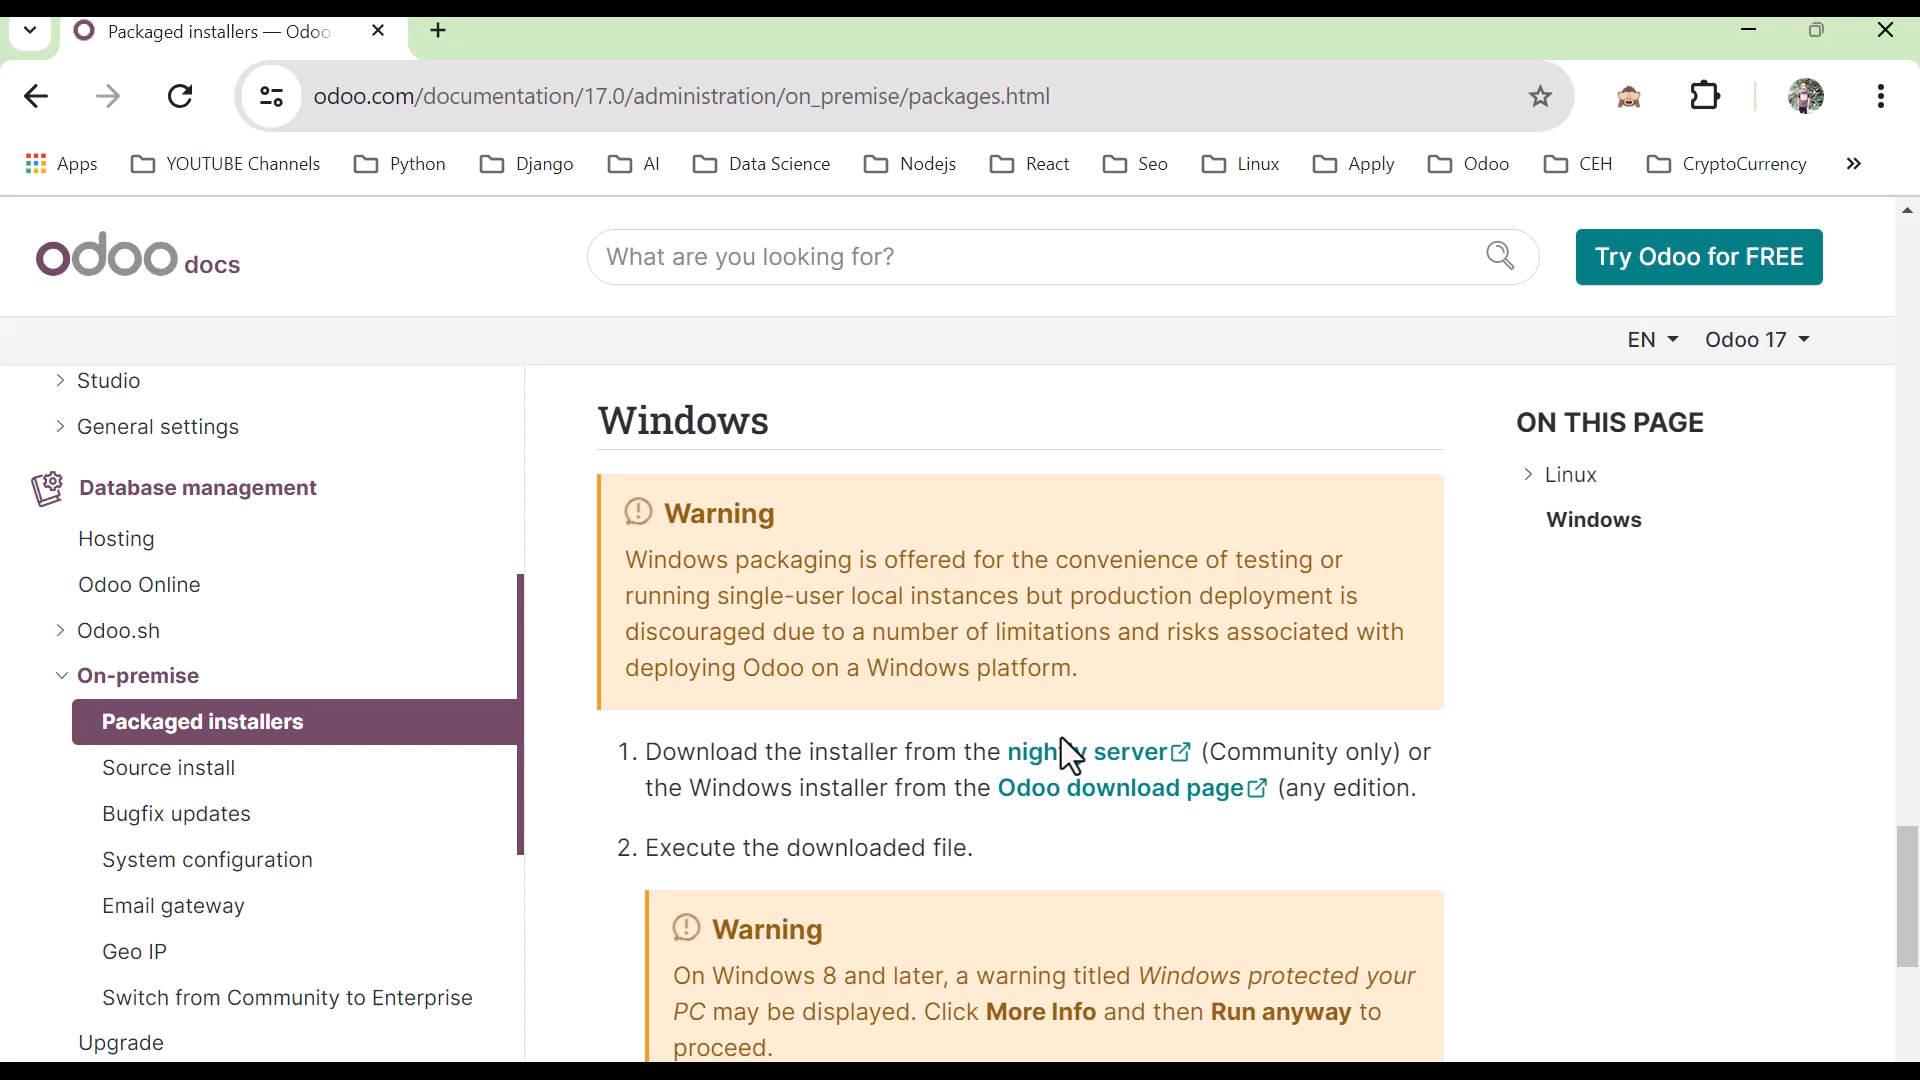 Packaged installers — Odoo
odoo.com/documentation/17.0/administration/on_premise/packages.html
Apps YOUTUBE Channels Python Django AI Data Science Nodejs React Seo Linux Apply Odoo CEH CryptoCurrency
odoo docs
What are you looking for?
Try Odoo for FREE
EN Odoo 17
Studio
General settings
Database management
Hosting
Odoo Online
Odoo.sh
On-premise
Packaged installers
Source install
Bugfix updates
System configuration
Email gateway
Geo IP
Switch from Community to Enterprise
Upgrade
Windows
Warning
Windows packaging is offered for the convenience of testing or
running single-user local instances but production deployment is
discouraged due to a number of limitations and risks associated with
deploying Odoo on a Windows platform.
1. Download the installer from the nightly server (Community only) or
the Windows installer from the Odoo download page (any edition.
2. Execute the downloaded file.
Warning
On Windows 8 and later, a warning titled Windows protected your
PC may be displayed. Click More Info and then Run anyway to
proceed.
ON THIS PAGE
Linux
Windows